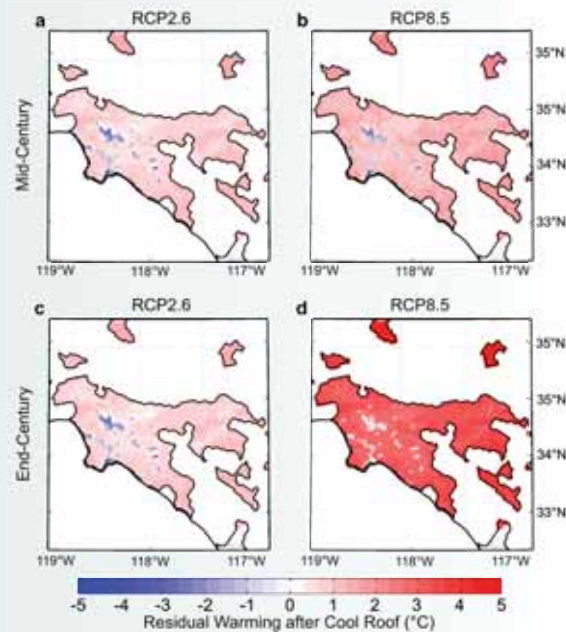 a RCP2.6
b RCP8.5
Mid-Century
35°N
35°N
34°N
33°N
119°W 118°W 117°W
119°W 118°W 117°W
c RCP2.6
d RCP8.5
End-Century
35°N
35°N
34°N
33°N
119°W 118°W 117°W
119°W 118°W 117°W
-5 -4 -3 -2 -1 0 1 2 3 4 5
Residual Warming after Cool Roof (°C)